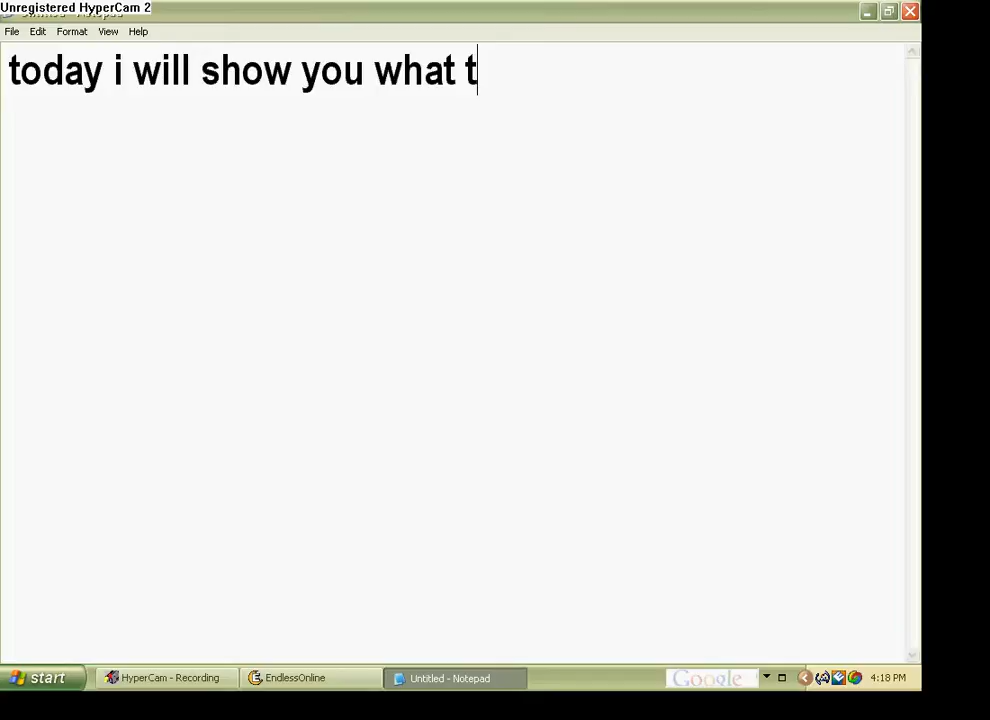 Unregistered HyperCam 2
File Edit Format View Help
today i will show you what t
start HyperCam - Recording EndlessOnline Untitled - Notepad Google 4:18 PM